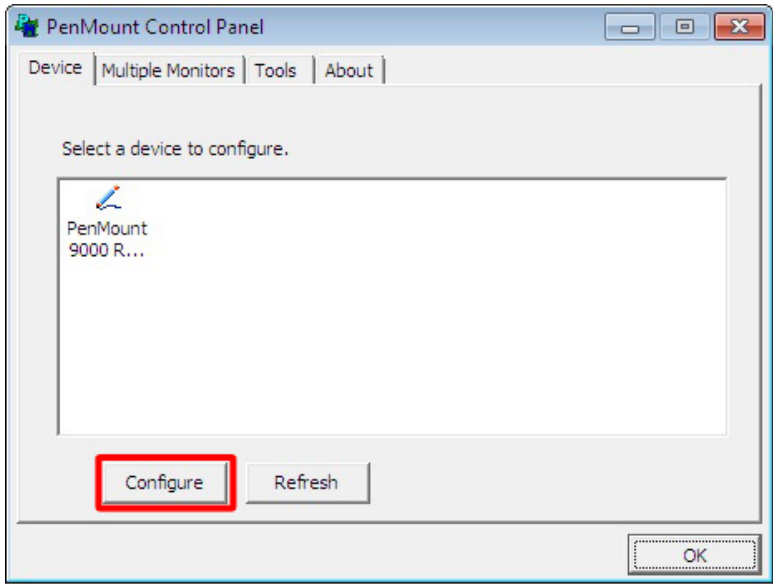 PenMount Control Panel
Device Multiple Monitors Tools About
Select a device to configure.
PenMount
9000 R...
Configure Refresh
OK